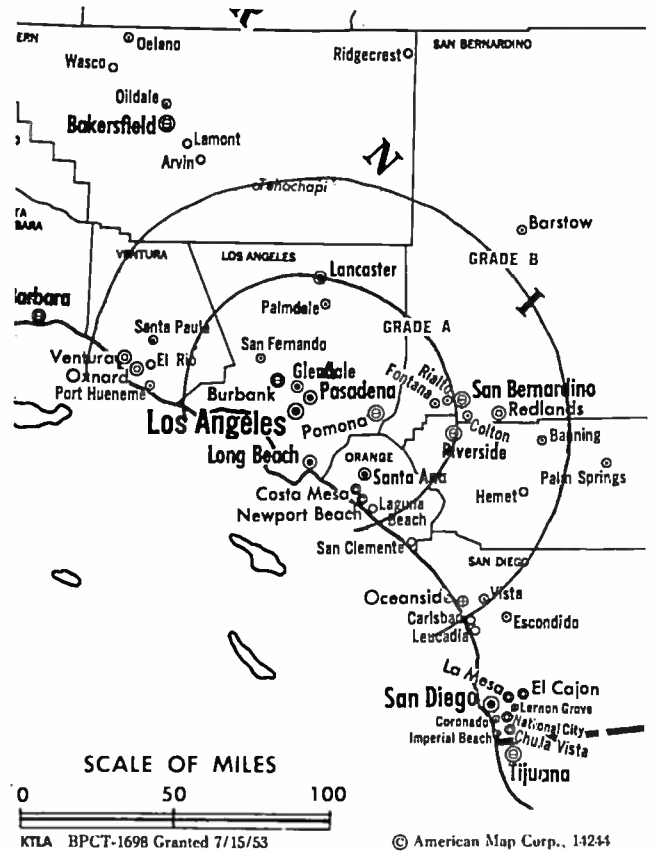 ERN
Delano
Wasco
Ridgecrest
SAN BERNARDINO
Oildale
Bakersfield
Lamont
Arvin
N
Tehachapi
TA
BARA
Barstow
VENTURA
LOS ANGELES
GRADE B
Lancaster
I
Barbara
Palmdale
Santa Paula
GRADE A
San Fernando
Ventura
El Rio
Oxnard
Glendale
Port Hueneme
Burbank
Pasadena
Rialto
San Bernardino
Fontana
Redlands
Los Angeles
Pomona
Colton
Riverside
Banning
Long Beach
ORANGE
Santa Ana
Palm Springs
Costa Mesa
Hemet
Newport Beach
Laguna
Beach
San Clemente
SAN DIEGO
Oceansid
Vista
Carlsbad
Escondido
Leucadia
La Mesa
El Cajon
San Diego
Lemon Grove
Coronado
National City
Imperial Beach
Chula Vista
Tijuana
SCALE OF MILES
0 50 100
KTLA BPCT-1698 Granted 7/15/53
© American Map Corp., 14244